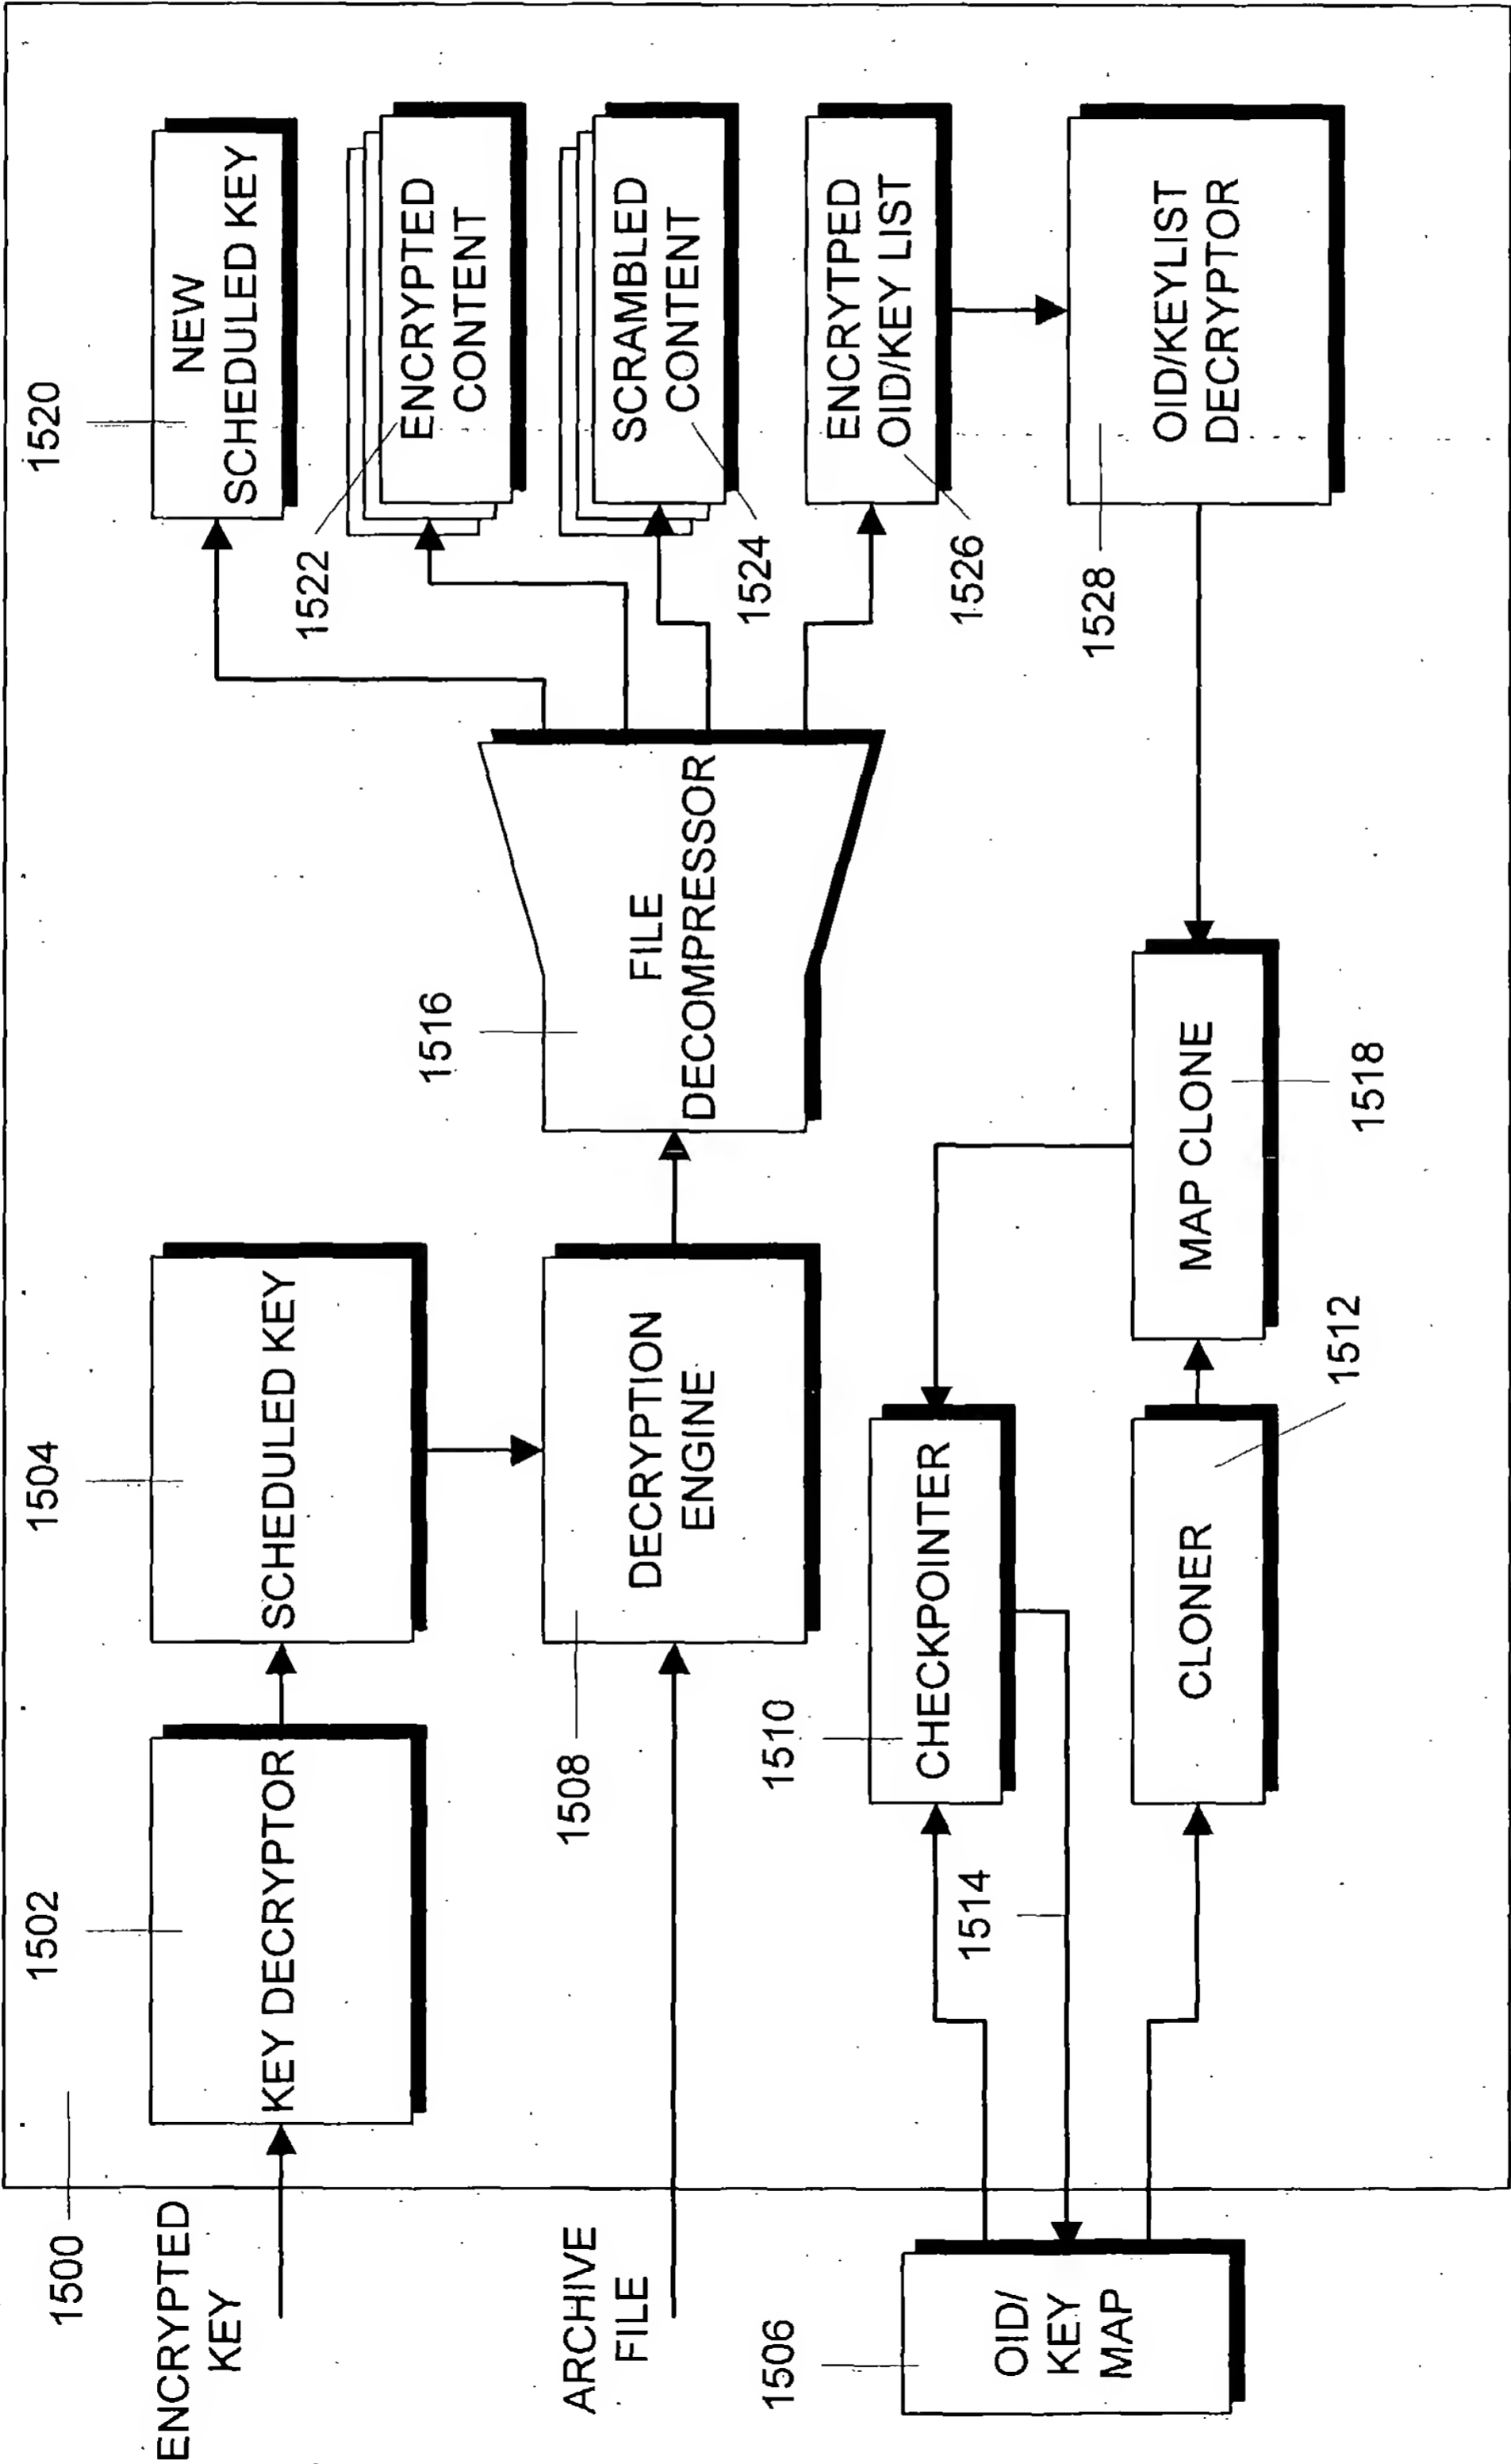 1500
ENCRYPTED
KEY
1502
KEY DECRYPTOR
1504
SCHEDULED KEY
1520
NEW
SCHEDULED KEY
1522
ENCRYPTED
CONTENT
1524
SCRAMBLED
CONTENT
1526
ENCRYTPED
OID/KEY LIST
1528
OID/KEYLIST
DECRYPTOR
ARCHIVE
FILE
1508
DECRYPTION
ENGINE
1516
FILE
DECOMPRESSOR
1506
OID/
KEY
MAP
1510
CHECKPOINTER
1514
CLONER
1512
MAP CLONE
1518